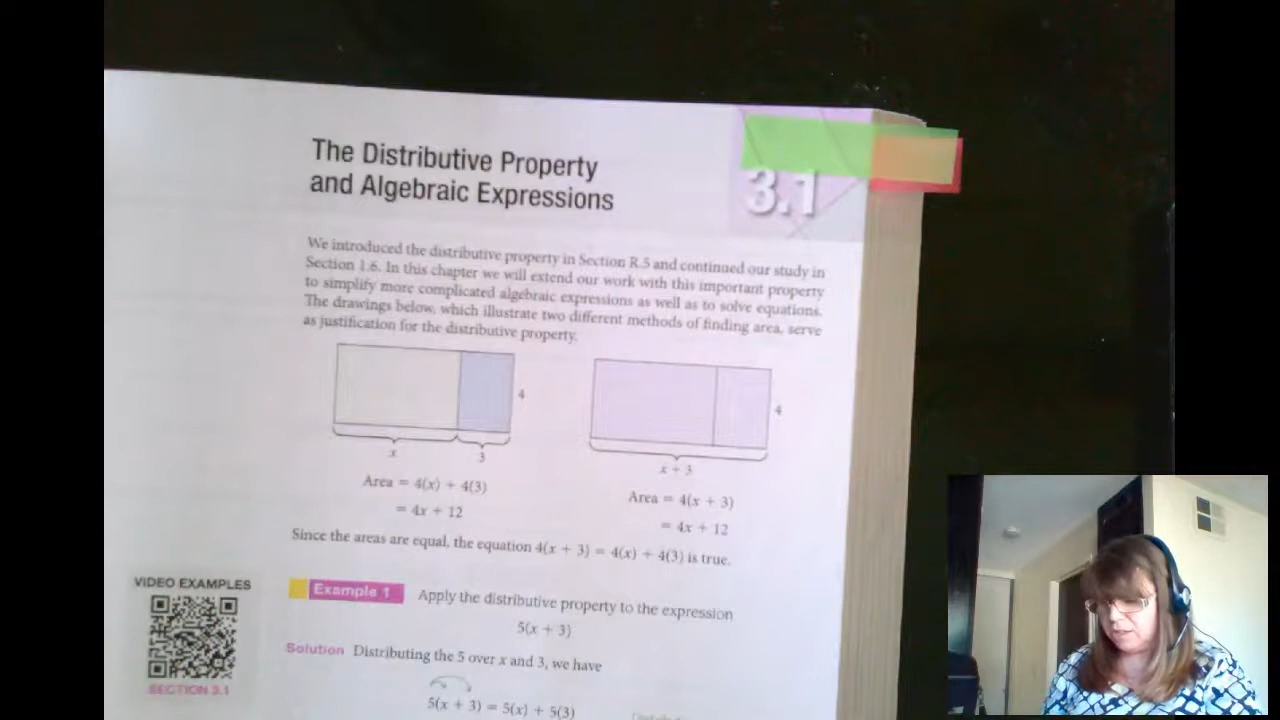 The Distributive Property
and Algebraic Expressions
3.1
We introduced the distributive property in Section R.5 and continued our study in
Section 1.6. In this chapter we will extend our work with this important property
to simplify more complicated algebraic expressions as well as to solve equations.
The drawings below, which illustrate two different methods of finding area, serve
as justification for the distributive property.
4
x
3
Area = 4(x) + 4(3)
= 4x + 12
4
x + 3
Area = 4(x + 3)
= 4x + 12
Since the areas are equal, the equation 4(x + 3) = 4(x) + 4(3) is true.
VIDEO EXAMPLES
SECTION 3.1
Example 1 Apply the distributive property to the expression
5(x + 3)
Solution Distributing the 5 over x and 3, we have
5(x + 3) = 5(x) + 5(3)